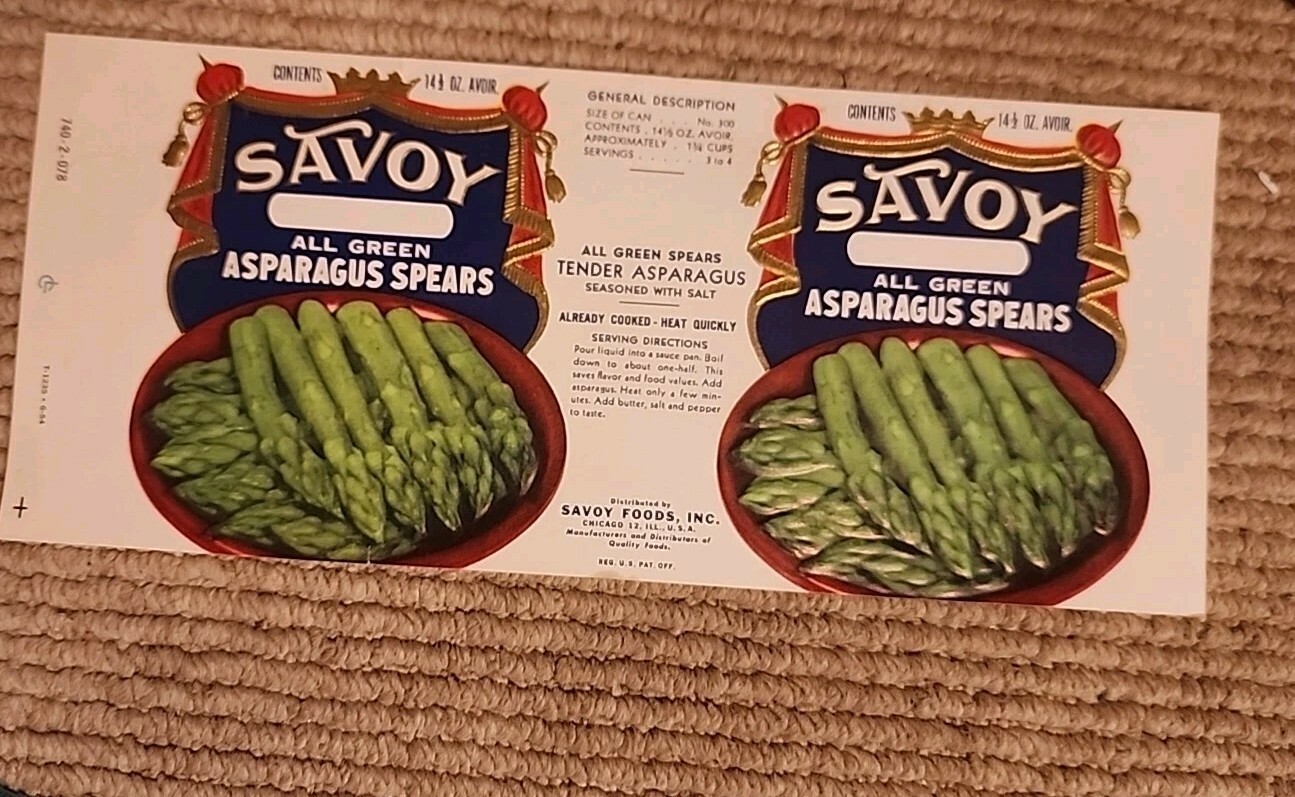 740-2-078
T-1239 • 6-54
CONTENTS 14½ OZ. AVOIR.
SAVOY
ALL GREEN
ASPARAGUS SPEARS
GENERAL DESCRIPTION
SIZE OF CAN . . . . No. 300
CONTENTS . 14½ OZ. AVOIR.
APPROXIMATELY . 1¾ CUPS
SERVINGS . . . . . 3 to 4
ALL GREEN SPEARS
TENDER ASPARAGUS
SEASONED WITH SALT
ALREADY COOKED - HEAT QUICKLY
SERVING DIRECTIONS
Pour liquid into a sauce pan. Boil
down to about one-half. This
saves flavor and food values. Add
asparagus. Heat only a few min-
utes. Add butter, salt and pepper
to taste.
Distributed by
SAVOY FOODS, INC.
CHICAGO 12, ILL., U.S.A.
Manufacturers and Distributors of
Quality Foods.
REG. U.S. PAT. OFF.
CONTENTS 14½ OZ. AVOIR.
SAVOY
ALL GREEN
ASPARAGUS SPEARS